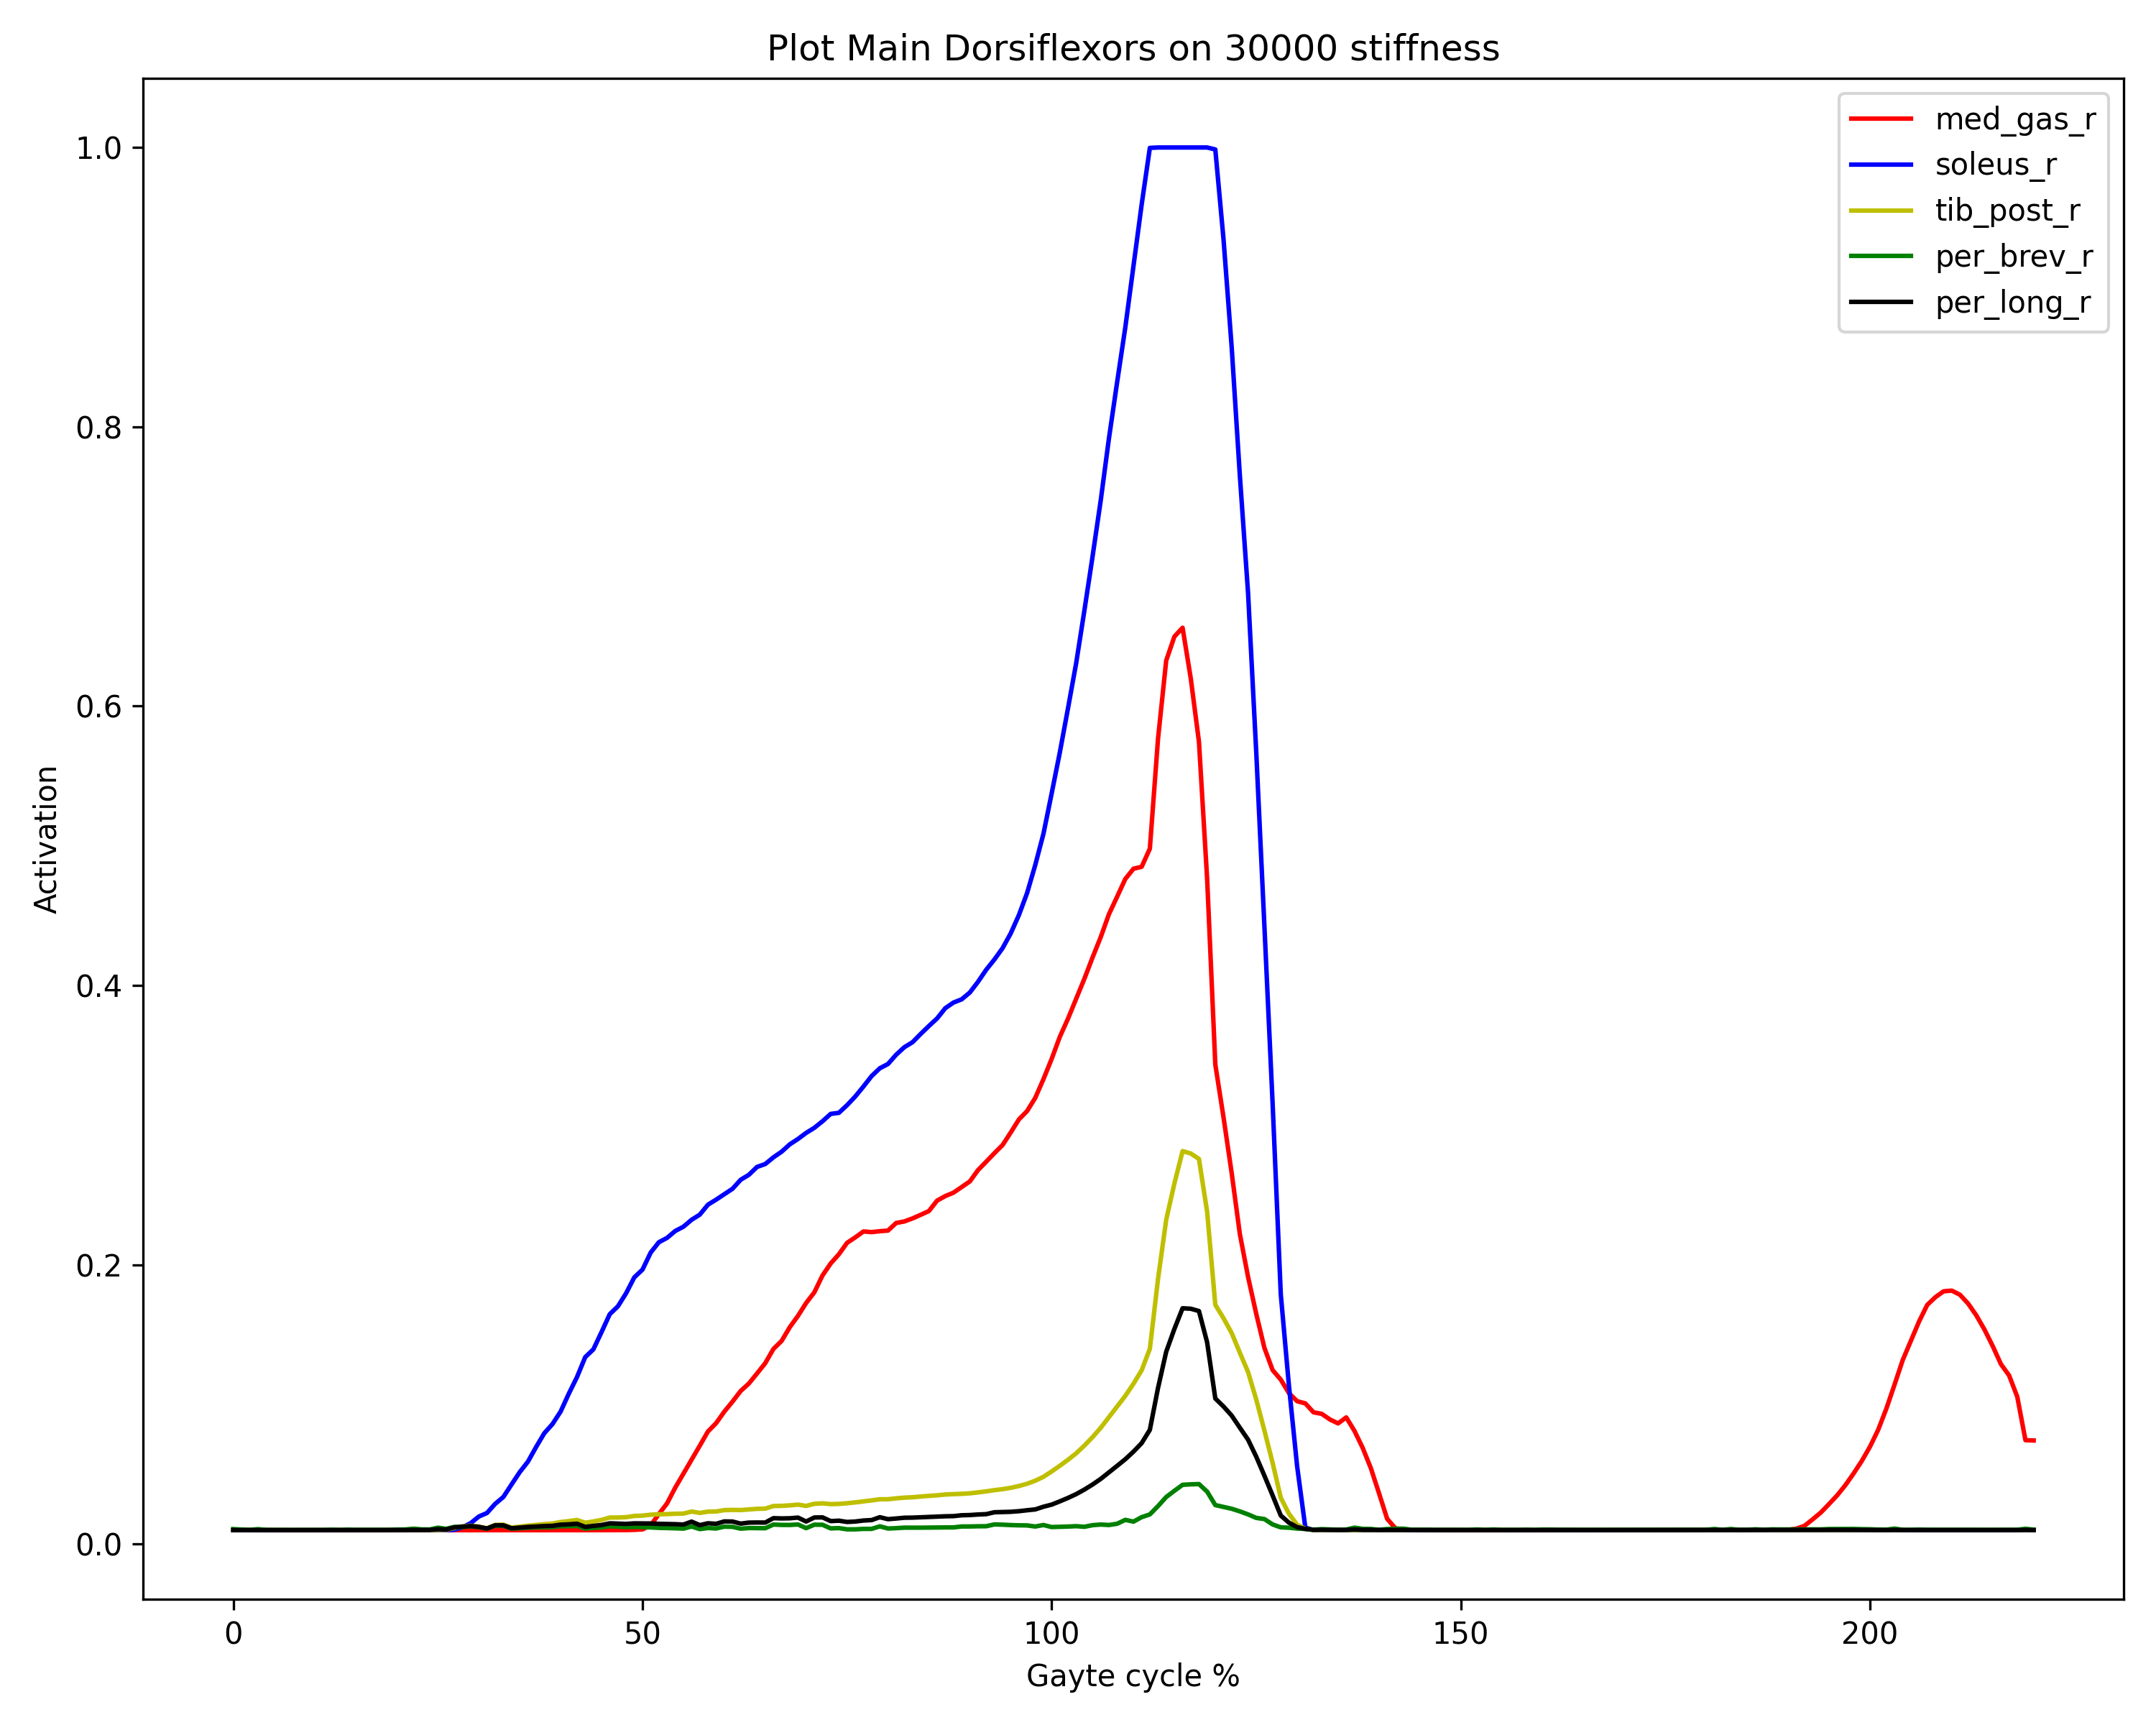 Plot Main Dorsiflexors on 30000 stiffness
med_gas_r
soleus_r
tib_post_r
per_brev_r
per_long_r
Activation
1.0
0.8
0.6
0.4
0.2
0.0
0 50 100 150 200
Gayte cycle %